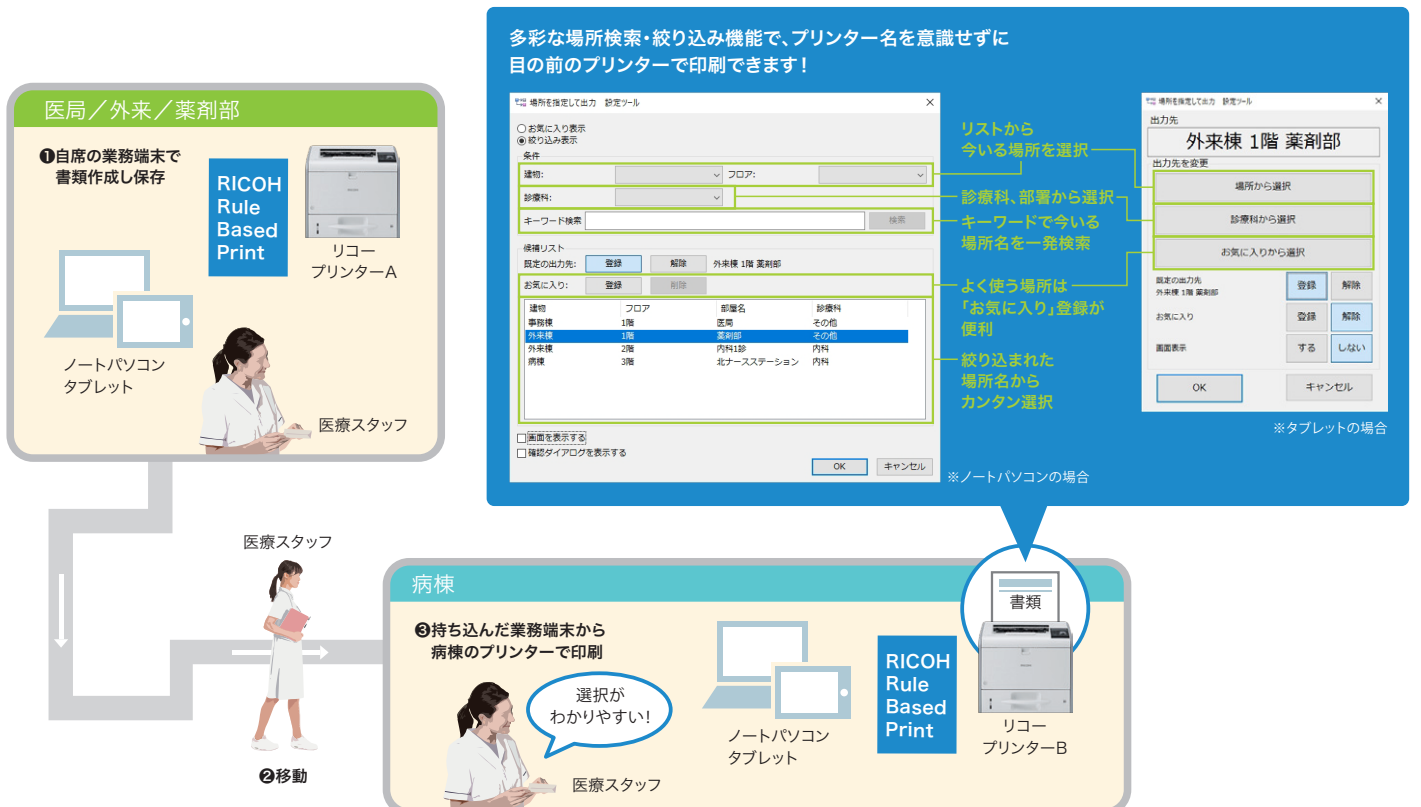 多彩な場所検索・絞り込み機能で、プリンター名を意識せずに
目の前のプリンターで印刷できます!
医局／外来／薬剤部
❶自席の業務端末で
書類作成し保存
RICOH
Rule
Based
Print
リコー
プリンターA
ノートパソコン
タブレット
医療スタッフ
場所を指定して出力 設定ツール
×
お気に入り表示
絞り込み表示
条件
建物:
フロア:
診療科:
キーワード検索
検索
候補リスト
既定の出力先: 登録 解除 外来棟 1階 薬剤部
お気に入り: 登録 削除
建物 フロア 部屋名 診療科
事務棟 1階 医局 その他
外来棟 1階 薬剤部 その他
外来棟 2階 内科1診 内科
病棟 3階 北ナースステーション 内科
画面を表示する
確認ダイアログを表示する
OK キャンセル
※ノートパソコンの場合
リストから
今いる場所を選択
診療科、部署から選択
キーワードで今いる
場所名を一発検索
よく使う場所は
「お気に入り」登録が
便利
絞り込まれた
場所名から
カンタン選択
場所を指定して出力 設定ツール
×
出力先
外来棟 1階 薬剤部
出力先を変更
場所から選択
診療科から選択
お気に入りから選択
既定の出力先
外来棟 1階 薬剤部
登録 解除
お気に入り 登録 解除
画面表示 する しない
OK キャンセル
※タブレットの場合
医療スタッフ
❷移動
病棟
❸持ち込んだ業務端末から
病棟のプリンターで印刷
選択が
わかりやすい!
医療スタッフ
ノートパソコン
タブレット
RICOH
Rule
Based
Print
書類
リコー
プリンターB